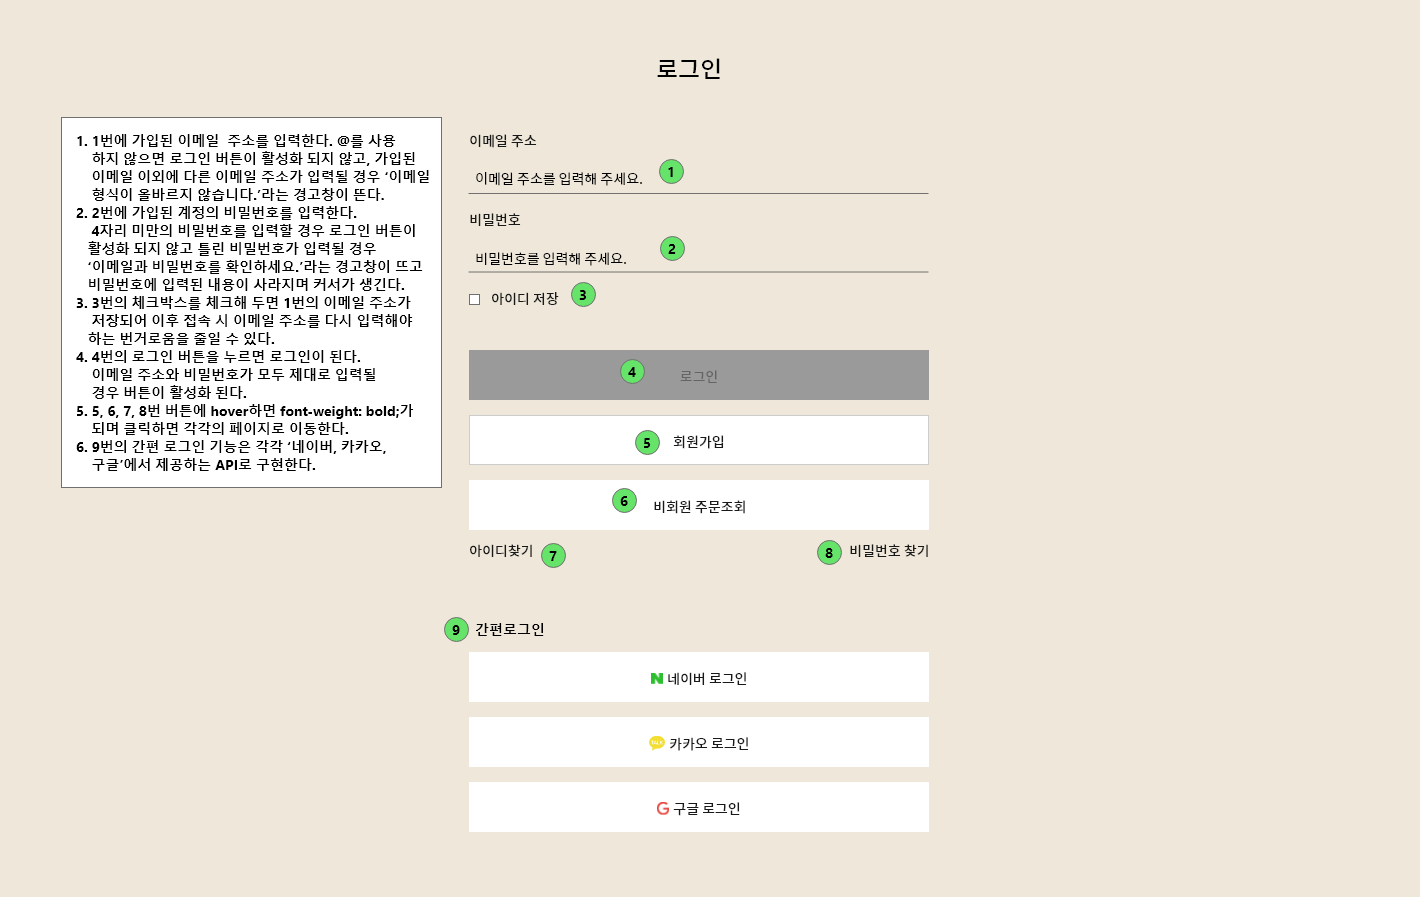 로그인
1. 1번에 가입된 이메일  주소를 입력한다. @를 사용
하지 않으면 로그인 버튼이 활성화 되지 않고, 가입된
이메일 이외에 다른 이메일 주소가 입력될 경우 ‘이메일
형식이 올바르지 않습니다.’라는 경고창이 뜬다.
2. 2번에 가입된 계정의 비밀번호를 입력한다.
4자리 미만의 비밀번호를 입력할 경우 로그인 버튼이
활성화 되지 않고 틀린 비밀번호가 입력될 경우
‘이메일과 비밀번호를 확인하세요.’라는 경고창이 뜨고
비밀번호에 입력된 내용이 사라지며 커서가 생긴다.
3. 3번의 체크박스를 체크해 두면 1번의 이메일 주소가
저장되어 이후 접속 시 이메일 주소를 다시 입력해야
하는 번거로움을 줄일 수 있다.
4. 4번의 로그인 버튼을 누르면 로그인이 된다.
이메일 주소와 비밀번호가 모두 제대로 입력될
경우 버튼이 활성화 된다.
5. 5, 6, 7, 8번 버튼에 hover하면 font-weight: bold;가
되며 클릭하면 각각의 페이지로 이동한다.
6. 9번의 간편 로그인 기능은 각각 ‘네이버, 카카오,
구글’에서 제공하는 API로 구현한다.
이메일 주소
이메일 주소를 입력해 주세요. 1
비밀번호
비밀번호를 입력해 주세요. 2
아이디 저장 3
4 로그인
5 회원가입
6 비회원 주문조회
아이디찾기 7
8 비밀번호 찾기
9 간편로그인
N 네이버 로그인
카카오 로그인
G 구글 로그인